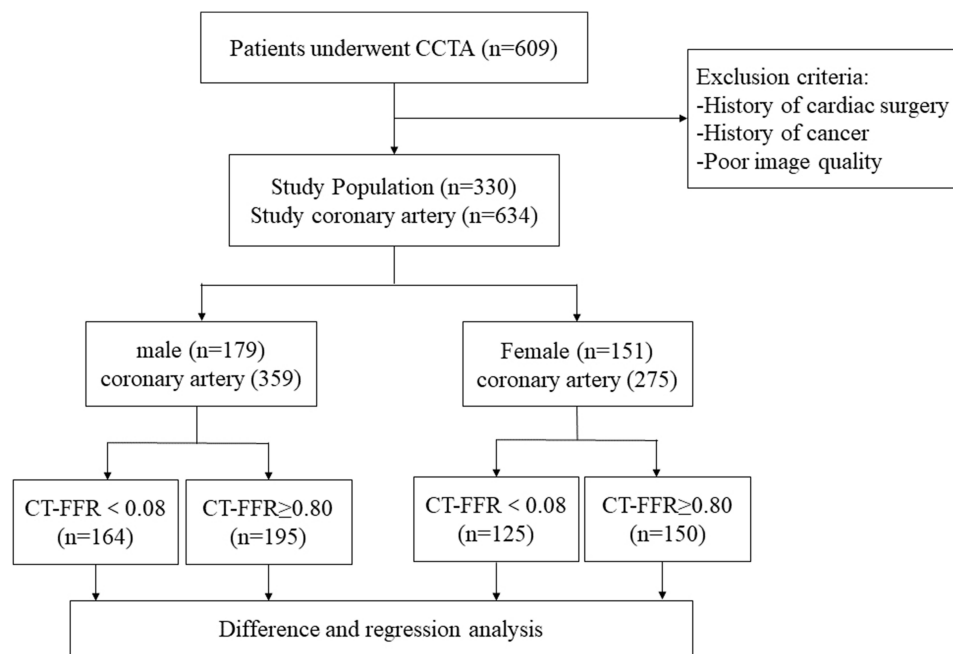 Patients underwent CCTA (n=609)
Exclusion criteria:
-History of cardiac surgery
-History of cancer
-Poor image quality
Study Population (n=330)
Study coronary artery (n=634)
male (n=179)
coronary artery (359)
Female (n=151)
coronary artery (275)
CT-FFR < 0.08
(n=164)
CT-FFR≥0.80
(n=195)
CT-FFR < 0.08
(n=125)
CT-FFR≥0.80
(n=150)
Difference and regression analysis